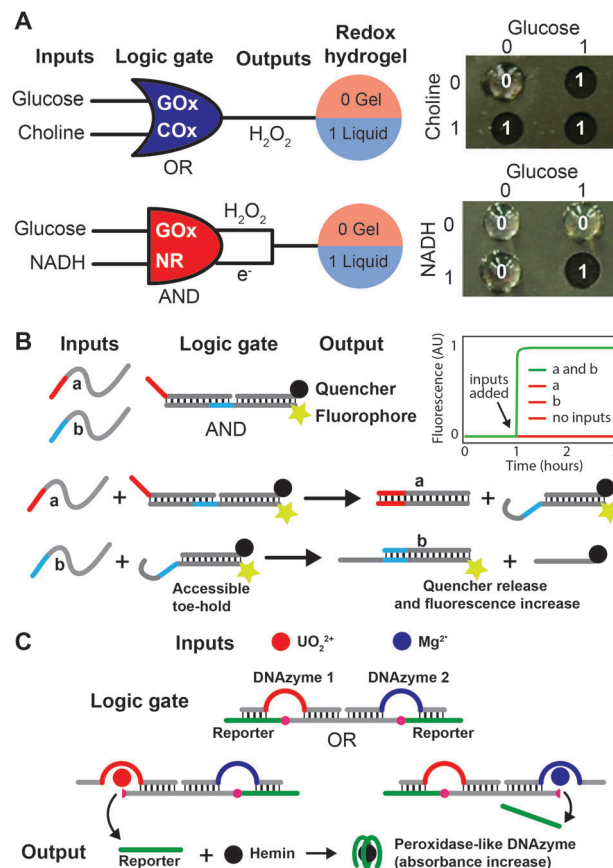 A
Inputs Logic gate Outputs Redox hydrogel
Glucose
Choline
GOx
COx
OR
H₂O₂
0 Gel
1 Liquid
Glucose
0 1
Choline
0 0 1
1 1 1
Glucose
NADH
GOx
NR
AND
H₂O₂
e⁻
0 Gel
1 Liquid
Glucose
0 1
NADH
0 0 0
1 0 1
B
Inputs Logic gate Output
a
b
AND
Quencher
Fluorophore
Fluorescence (AU)
1
0
inputs added
a and b
a
b
no inputs
0 1 2
Time (hours)
a + a +
b + b +
Accessible toe-hold
Quencher release and fluorescence increase
C
Inputs UO₂²⁺ Mg²⁺
Logic gate
DNAzyme 1 DNAzyme 2
Reporter Reporter
OR
Output
Reporter + Hemin
Peroxidase-like DNAzyme
(absorbance increase)